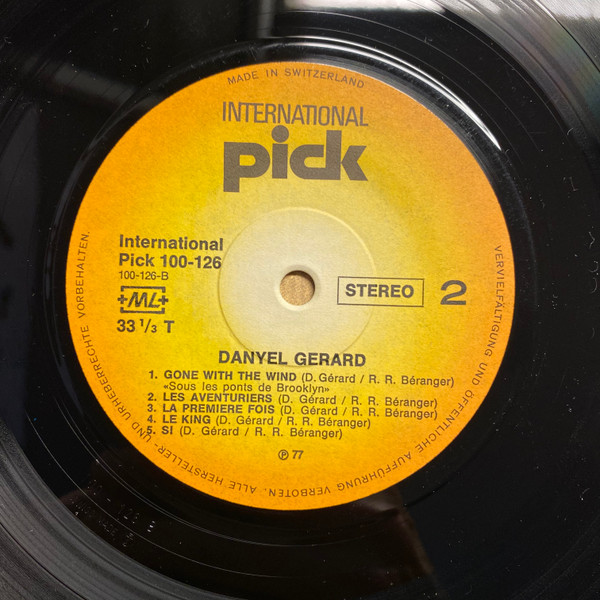 MADE IN SWITZERLAND
INTERNATIONAL
pick
International
Pick 100-126
100-126-B
+ML+
33 1/3 T
STEREO 2
DANYEL GERARD
1. GONE WITH THE WIND (D. Gérard / R. R. Béranger)
«Sous les ponts de Brooklyn»
2. LES AVENTURIERS (D. Gérard / R. R. Béranger)
3. LA PREMIERE FOIS (D. Gérard / R. R. Béranger)
4. LE KING (D. Gérard / R. R. Béranger)
5. SI (D. Gérard / R. R. Béranger)
℗ 77
ALLE HERSTELLER- UND URHEBERRECHTE VORBEHALTEN.
VERVIELFÄLTIGUNG UND ÖFFENTLICHE AUFFÜHRUNG VERBOTEN.